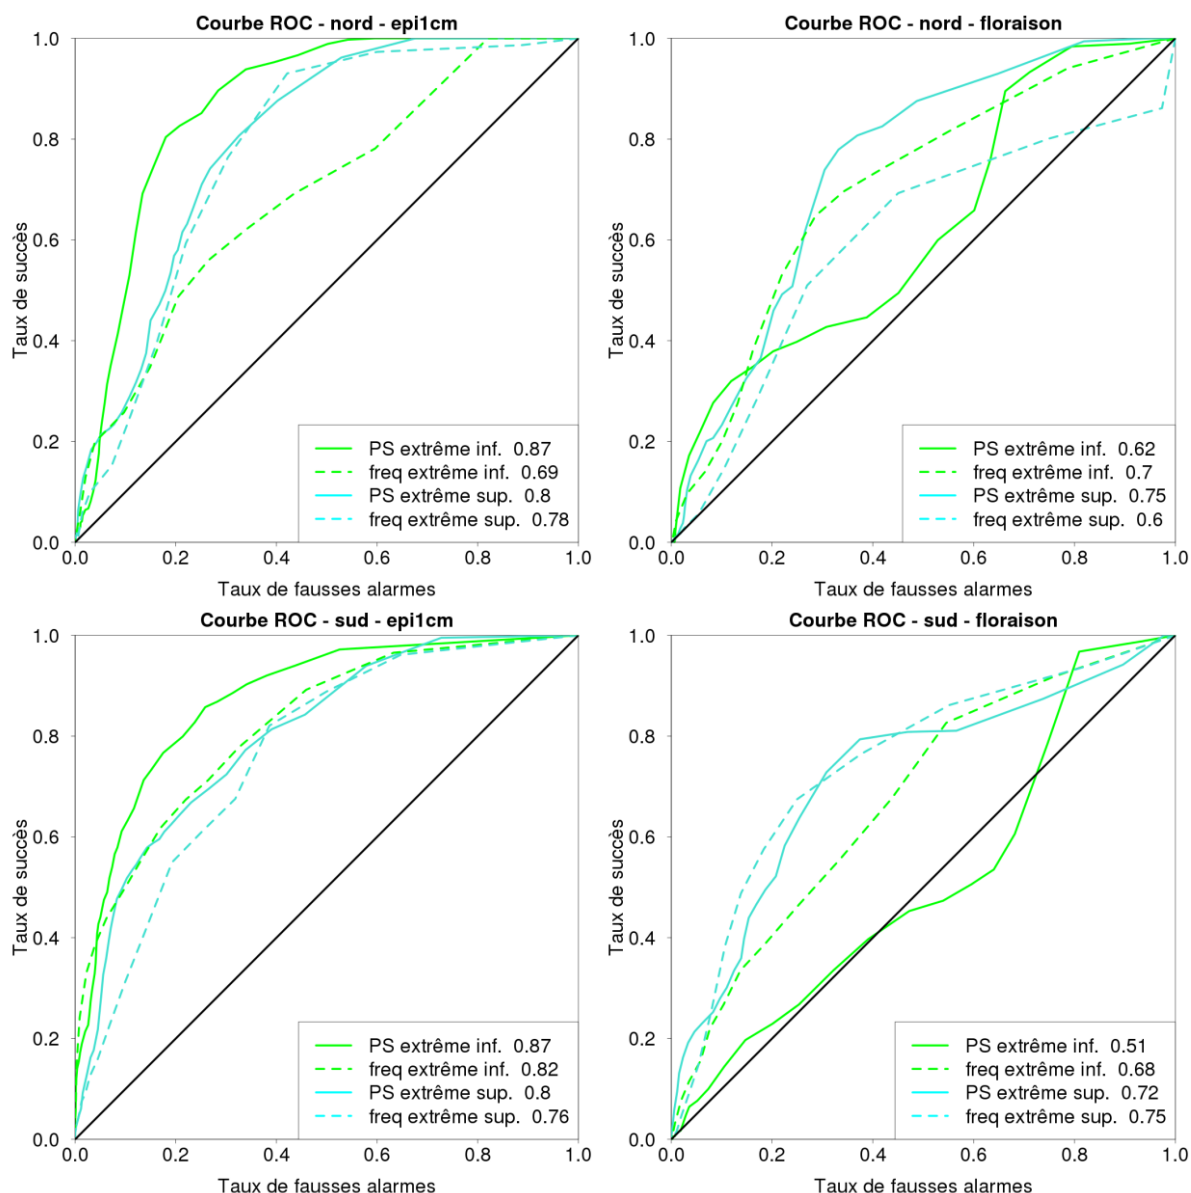 Courbe ROC - nord - epi1cm
1.0
0.8
0.6
0.4
0.2
0.0
Taux de succès
PS extrême inf. 0.87
freq extrême inf. 0.69
PS extrême sup. 0.8
freq extrême sup. 0.78
0.0 0.2 0.4 0.6 0.8 1.0
Taux de fausses alarmes
Courbe ROC - nord - floraison
1.0
0.8
0.6
0.4
0.2
0.0
Taux de succès
PS extrême inf. 0.62
freq extrême inf. 0.7
PS extrême sup. 0.75
freq extrême sup. 0.6
0.0 0.2 0.4 0.6 0.8 1.0
Taux de fausses alarmes
Courbe ROC - sud - epi1cm
1.0
0.8
0.6
0.4
0.2
0.0
Taux de succès
PS extrême inf. 0.87
freq extrême inf. 0.82
PS extrême sup. 0.8
freq extrême sup. 0.76
0.0 0.2 0.4 0.6 0.8 1.0
Taux de fausses alarmes
Courbe ROC - sud - floraison
1.0
0.8
0.6
0.4
0.2
0.0
Taux de succès
PS extrême inf. 0.51
freq extrême inf. 0.68
PS extrême sup. 0.72
freq extrême sup. 0.75
0.0 0.2 0.4 0.6 0.8 1.0
Taux de fausses alarmes